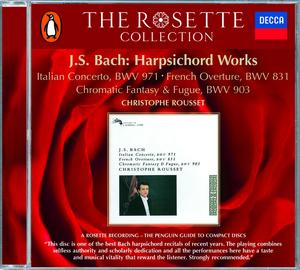 THE ROSETTE
COLLECTION
DECCA
J.S. Bach: Harpsichord Works
Italian Concerto, BWV 971 · French Overture, BWV 831
Chromatic Fantasy & Fugue, BWV 903
CHRISTOPHE ROUSSET
J.S. BACH
Italian Concerto, BWV 971
French Overture, BWV 831
Chromatic Fantasy & Fugue, BWV 903
CHRISTOPHE ROUSSET
A ROSETTE RECORDING – THE PENGUIN GUIDE TO COMPACT DISCS
"This disc is one of the best Bach harpsichord recitals of recent years. The playing combines
selfless authority and scholarly dedication and all the performances here have a taste
and musical vitality that reward the listener. Strongly recommended."